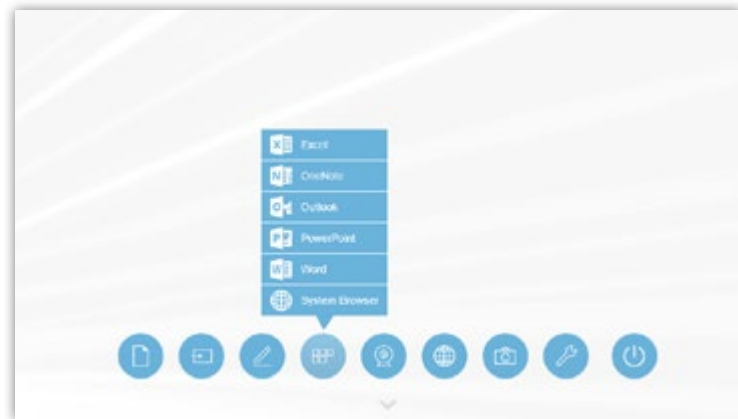 Excel
OneNote
Outlook
PowerPoint
Word
System Browser